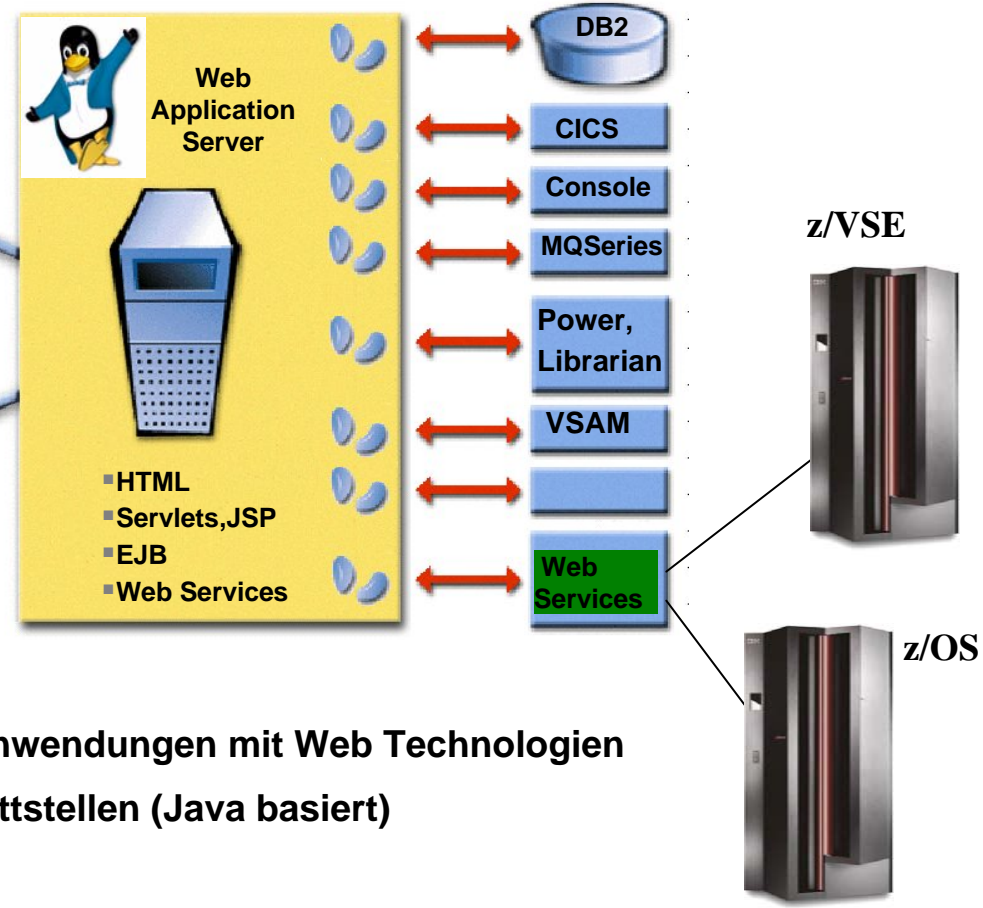 Web
Application
Server
HTML
Servlets,JSP
EJB
Web Services
DB2
CICS
Console
MQSeries
Power,
Librarian
VSAM
Web
Services
z/VSE
z/OS
nwendungen mit Web Technologien
ttstellen (Java basiert)